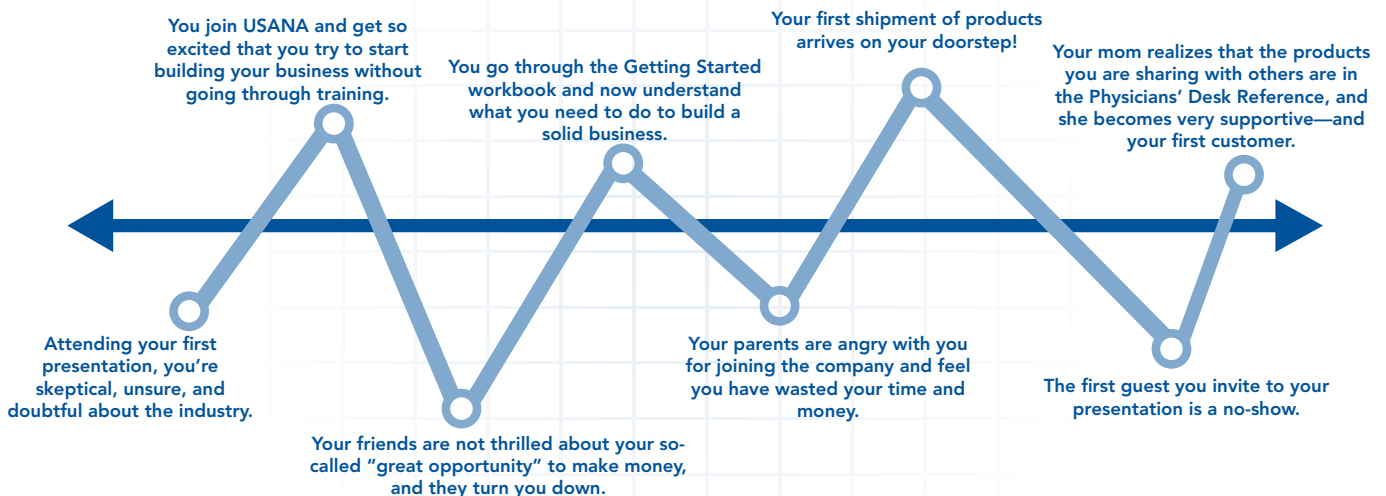 You join USANA and get so
excited that you try to start
building your business without
going through training.
You go through the Getting Started
workbook and now understand
what you need to do to build a
solid business.
Your first shipment of products
arrives on your doorstep!
Your mom realizes that the products
you are sharing with others are in
the Physicians’ Desk Reference, and
she becomes very supportive—and
your first customer.
Attending your first
presentation, you’re
skeptical, unsure, and
doubtful about the industry.
Your friends are not thrilled about your so-
called “great opportunity” to make money,
and they turn you down.
Your parents are angry with you
for joining the company and feel
you have wasted your time and
money.
The first guest you invite to your
presentation is a no-show.